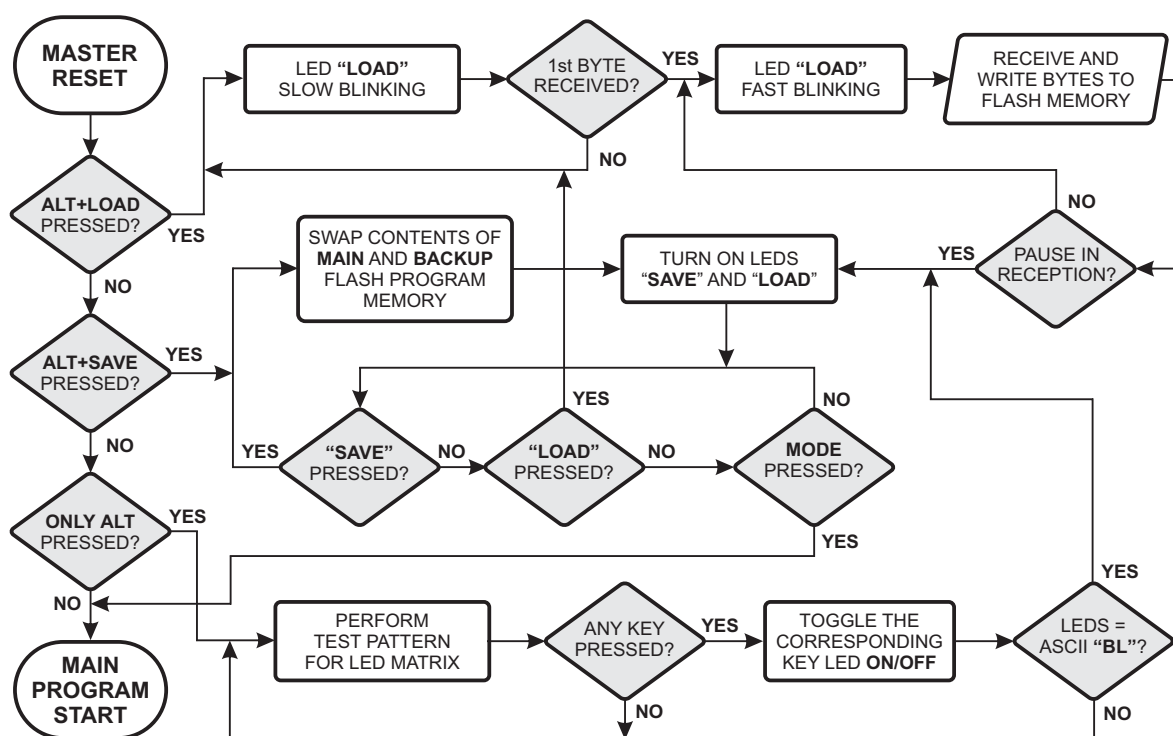 MASTER
RESET
LED “LOAD”
SLOW BLINKING
1st BYTE
RECEIVED?
YES
LED “LOAD”
FAST BLINKING
RECEIVE AND
WRITE BYTES TO
FLASH MEMORY
NO
ALT+LOAD
PRESSED?
YES
NO
SWAP CONTENTS OF
MAIN AND BACKUP
FLASH PROGRAM
MEMORY
TURN ON LEDS
“SAVE” AND “LOAD”
YES
PAUSE IN
RECEPTION?
NO
NO
ALT+SAVE
PRESSED?
YES
YES
“SAVE”
PRESSED?
NO
“LOAD”
PRESSED?
YES
NO
MODE
PRESSED?
NO
YES
NO
ONLY ALT
PRESSED?
YES
NO
MAIN
PROGRAM
START
PERFORM
TEST PATTERN
FOR LED MATRIX
ANY KEY
PRESSED?
YES
NO
TOGGLE THE
CORRESPONDING
KEY LED ON/OFF
LEDS =
ASCII “BL”?
YES
NO